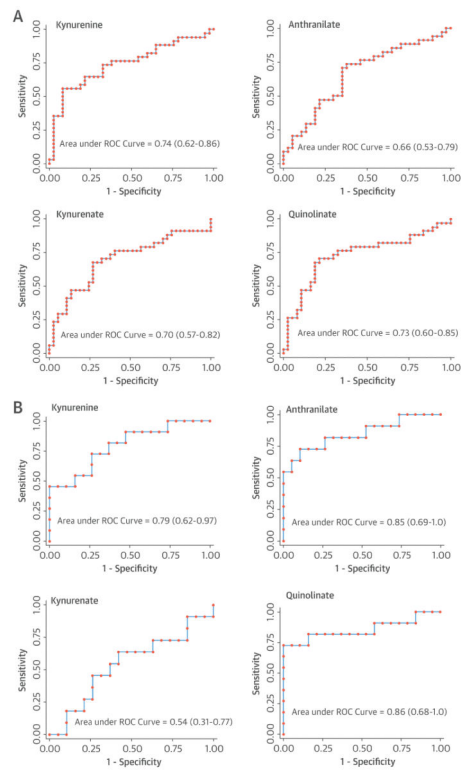 A
Kynurenine
Sensitivity
0.00 0.25 0.50 0.75 1.00
Area under ROC Curve = 0.74 (0.62-0.86)
0.00 0.25 0.50 0.75 1.00
1 - Specificity
Anthranilate
Sensitivity
0.00 0.25 0.50 0.75 1.00
Area under ROC Curve = 0.66 (0.53-0.79)
0.00 0.25 0.50 0.75 1.00
1 - Specificity
Kynurenate
Sensitivity
0.00 0.25 0.50 0.75 1.00
Area under ROC Curve = 0.70 (0.57-0.82)
0.00 0.25 0.50 0.75 1.00
1 - Specificity
Quinolinate
Sensitivity
0.00 0.25 0.50 0.75 1.00
Area under ROC Curve = 0.73 (0.60-0.85)
0.00 0.25 0.50 0.75 1.00
1 - Specificity
B
Kynurenine
Sensitivity
0.00 0.25 0.50 0.75 1.00
Area under ROC Curve = 0.79 (0.62-0.97)
0.00 0.25 0.50 0.75 1.00
1 - Specificity
Anthranilate
Sensitivity
0.00 0.25 0.50 0.75 1.00
Area under ROC Curve = 0.85 (0.69-1.0)
0.00 0.25 0.50 0.75 1.00
1 - Specificity
Kynurenate
Sensitivity
0.00 0.25 0.50 0.75 1.00
Area under ROC Curve = 0.54 (0.31-0.77)
0.00 0.25 0.50 0.75 1.00
1 - Specificity
Quinolinate
Sensitivity
0.00 0.25 0.50 0.75 1.00
Area under ROC Curve = 0.86 (0.68-1.0)
0.00 0.25 0.50 0.75 1.00
1 - Specificity